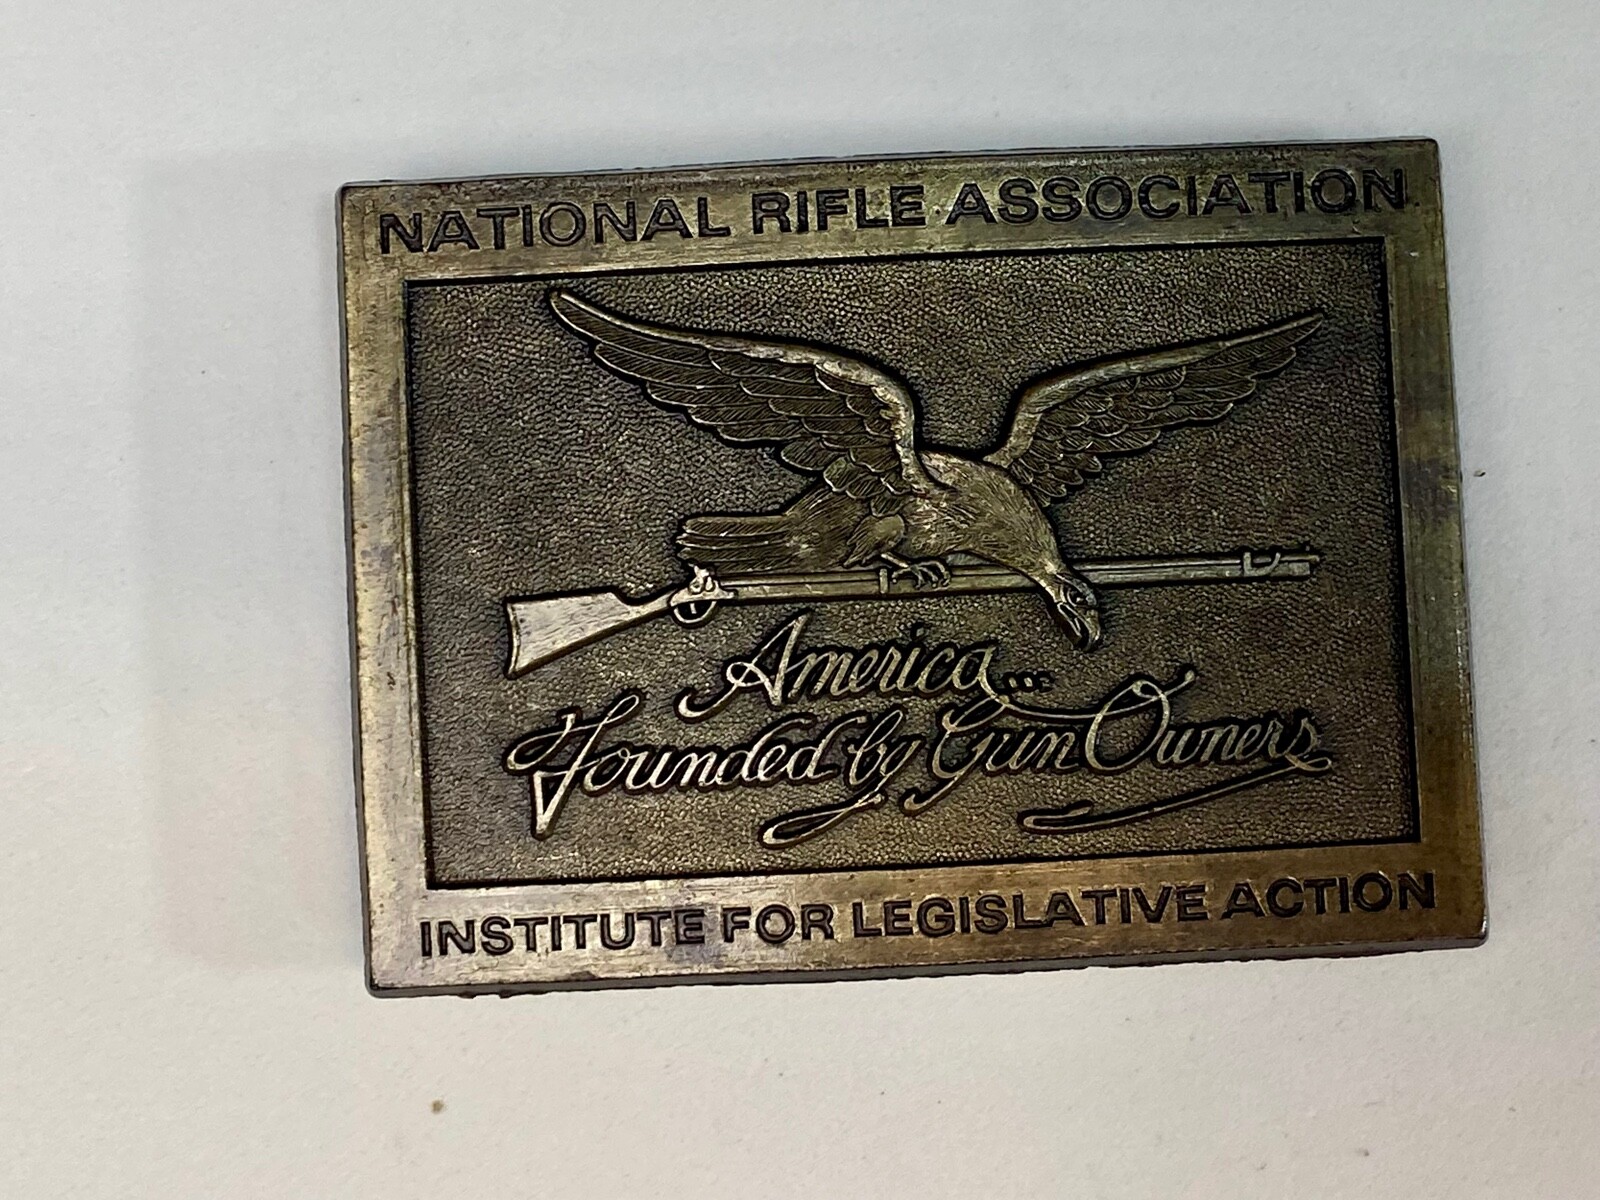 NATIONAL RIFLE ASSOCIATION
America...
Founded by Gun Owners
INSTITUTE FOR LEGISLATIVE ACTION